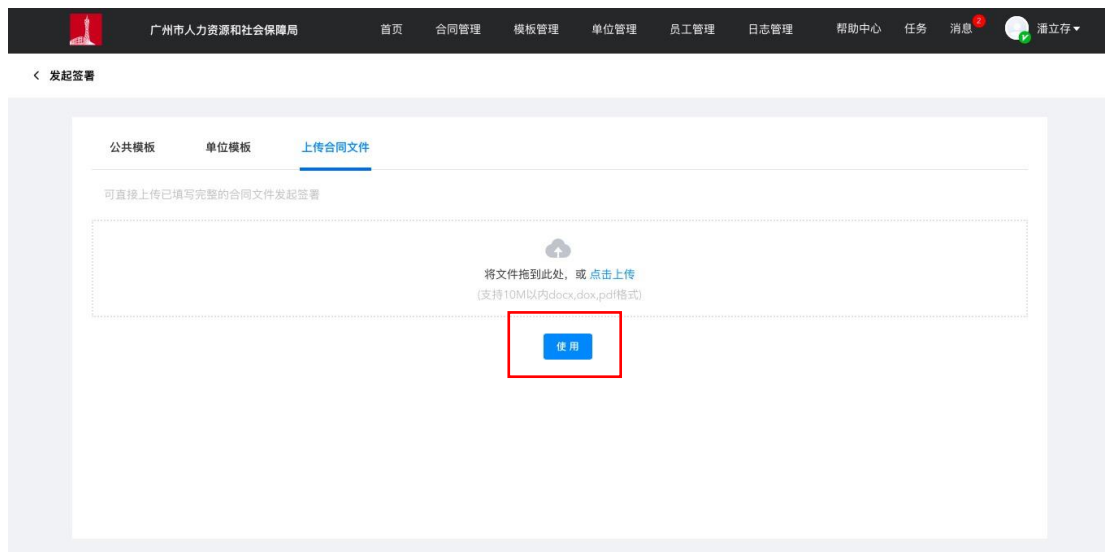 广州市人力资源和社会保障局 首页 合同管理 模板管理 单位管理 员工管理 日志管理 帮助中心 任务 消息 2 潘立存
发起签署
公共模板 单位模板 上传合同文件
可直接上传已填写完整的合同文件发起签署
将文件拖到此处，或 点击上传
(支持10M以内docx,dox,pdf格式)
使用